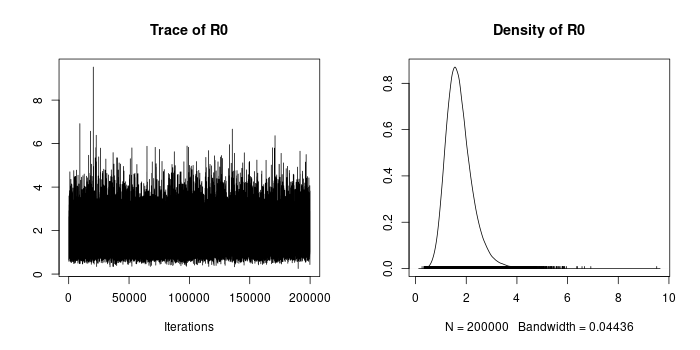 Trace of R0
8
6
4
2
0
0 50000 100000 150000 200000
Iterations
Density of R0
0.8
0.6
0.4
0.2
0.0
0 2 4 6 8 10
N = 200000 Bandwidth = 0.04436